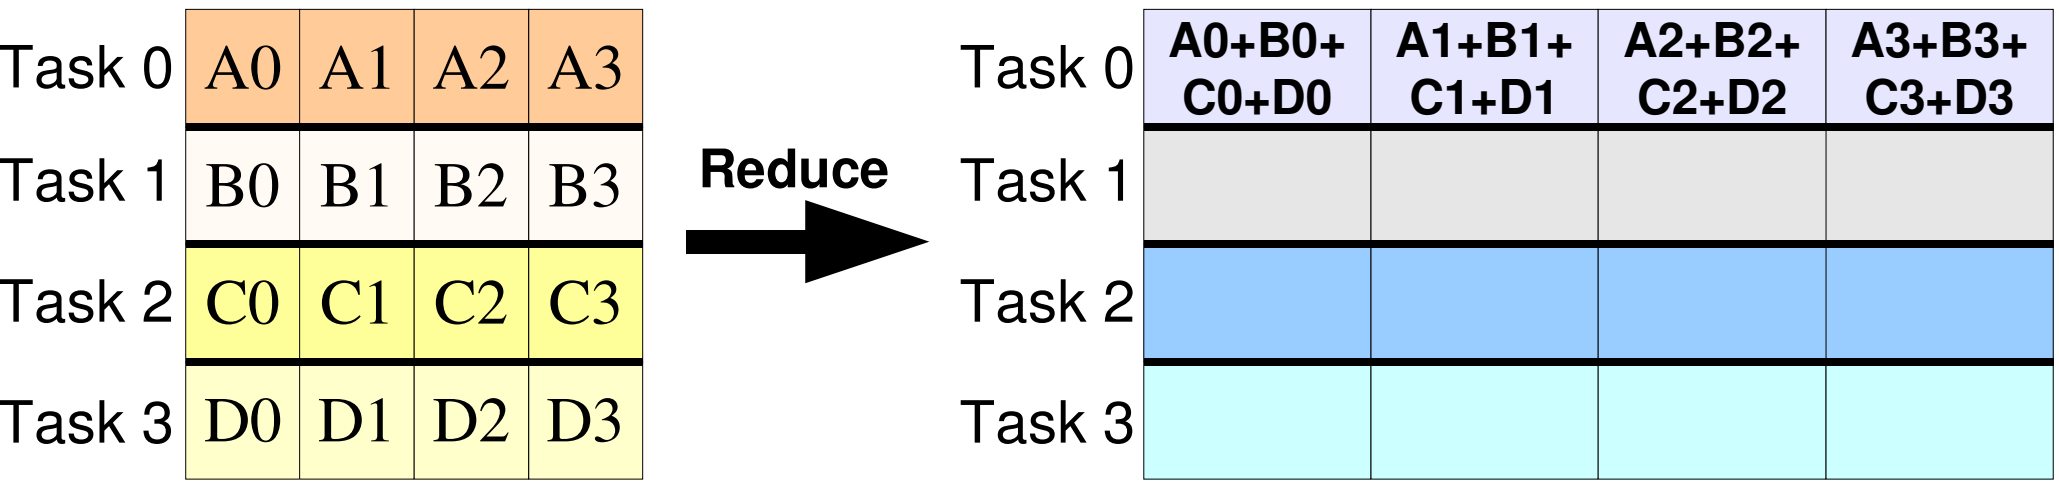 Task 0 A0 A1 A2 A3
Task 1 B0 B1 B2 B3
Task 2 C0 C1 C2 C3
Task 3 D0 D1 D2 D3
Reduce
Task 0
A0+B0+ A1+B1+ A2+B2+ A3+B3+
C0+D0 C1+D1 C2+D2 C3+D3
Task 1
Task 2
Task 3